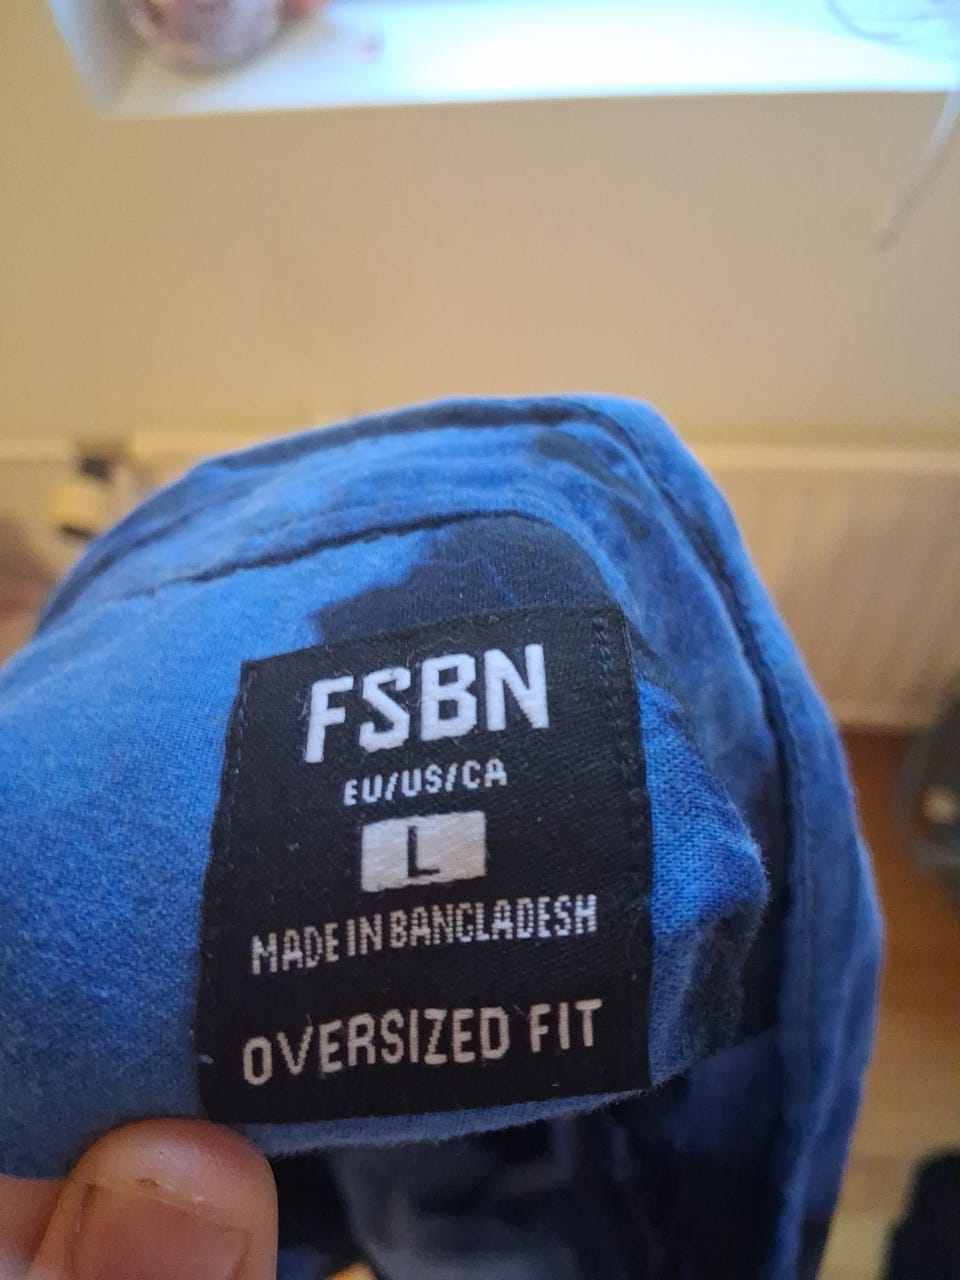 FSBN
EU/US/CA
L
MADE IN BANGLADESH
OVERSIZED FIT